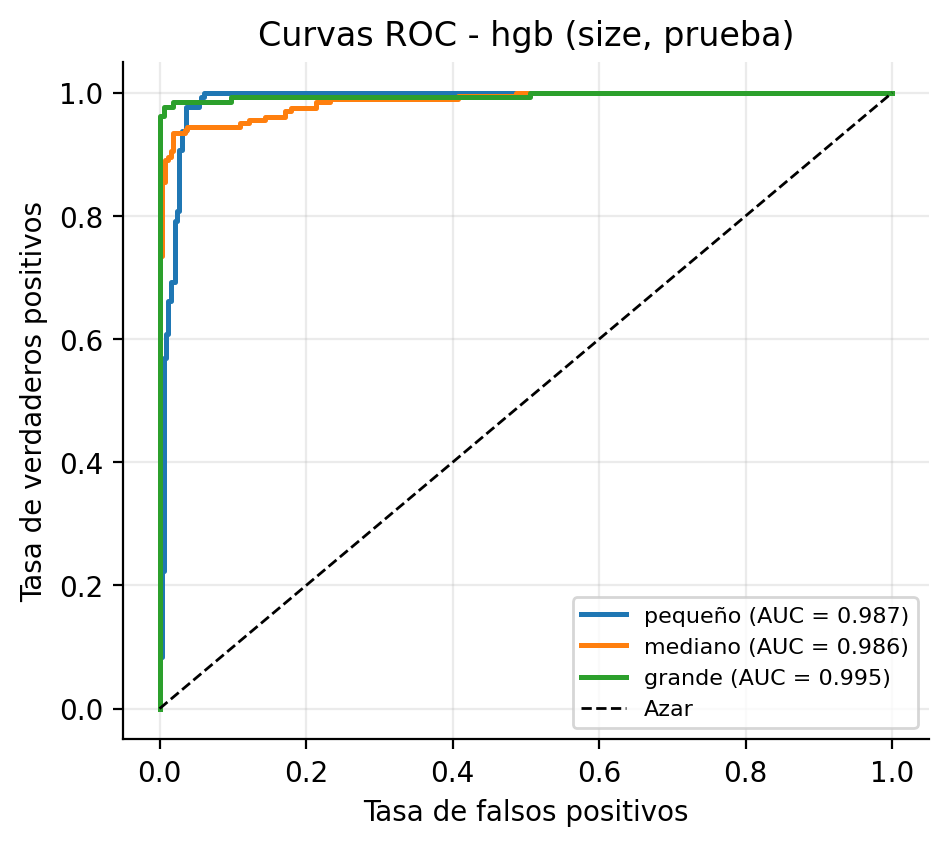 Curvas ROC - hgb (size, prueba)
Tasa de verdaderos positivos
1.0
0.8
0.6
0.4
0.2
0.0
0.0 0.2 0.4 0.6 0.8 1.0
Tasa de falsos positivos
pequeño (AUC = 0.987)
mediano (AUC = 0.986)
grande (AUC = 0.995)
Azar